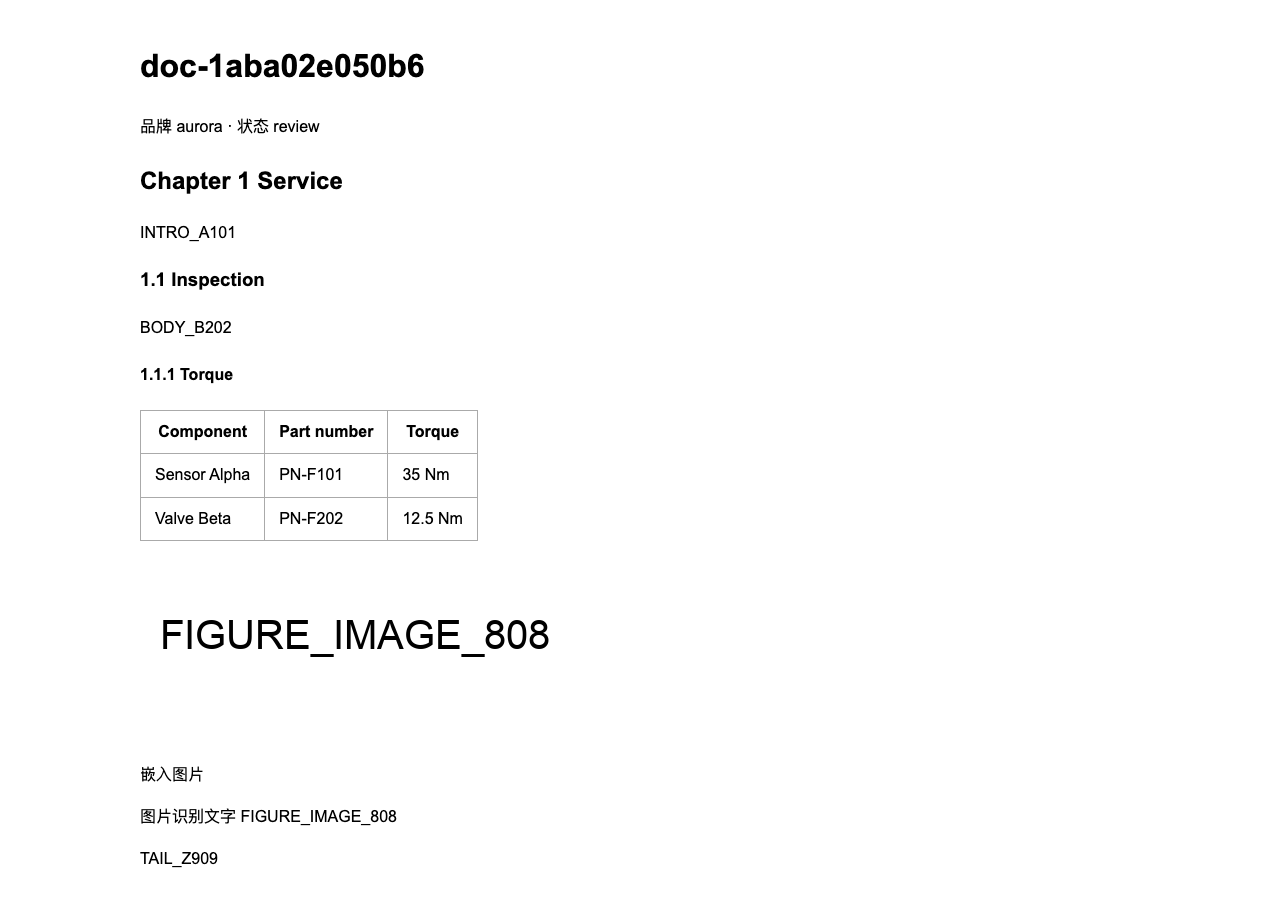 doc-1aba02e050b6
品牌 aurora · 状态 review
Chapter 1 Service
INTRO_A101
1.1 Inspection
BODY_B202
1.1.1 Torque
Component Part number Torque
Sensor Alpha PN-F101 35 Nm
Valve Beta PN-F202 12.5 Nm
FIGURE_IMAGE_808
嵌入图片
图片识别文字 FIGURE_IMAGE_808
TAIL_Z909